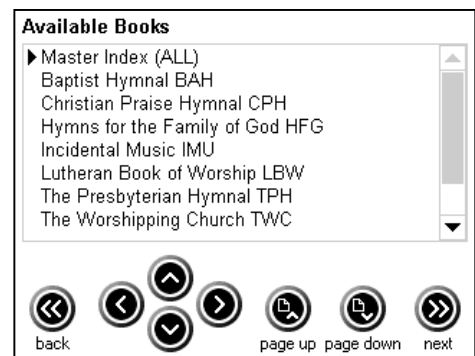 Available Books
Master Index (ALL)
Baptist Hymnal BAH
Christian Praise Hymnal CPH
Hymns for the Family of God HFG
Incidental Music IMU
Lutheran Book of Worship LBW
The Presbyterian Hymnal TPH
The Worshipping Church TWC
back page up page down next